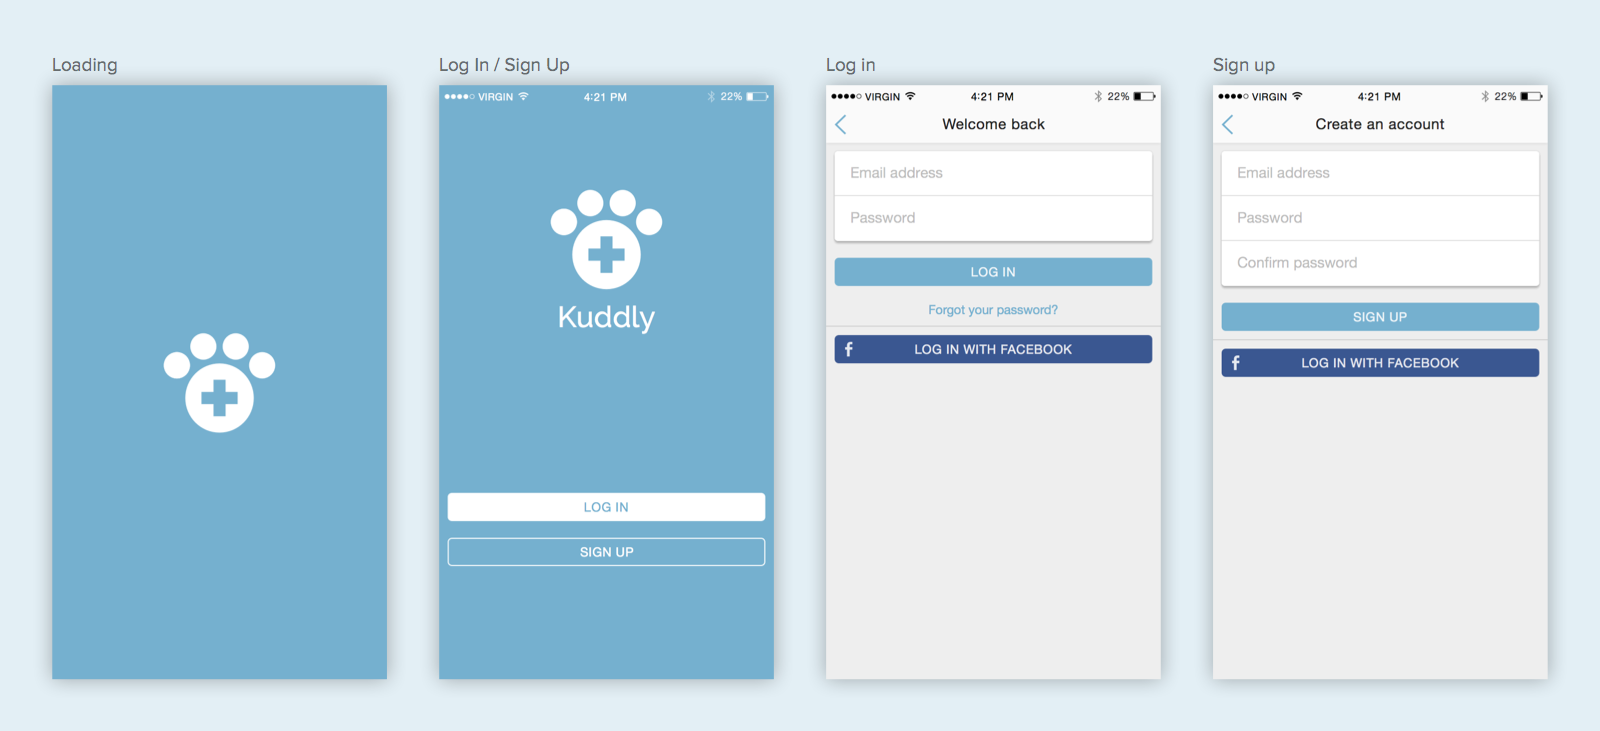 Loading
Log In / Sign Up
VIRGIN 4:21 PM 22%
Kuddly
LOG IN
SIGN UP
Log in
VIRGIN 4:21 PM 22%
Welcome back
Email address
Password
LOG IN
Forgot your password?
f LOG IN WITH FACEBOOK
Sign up
VIRGIN 4:21 PM 22%
Create an account
Email address
Password
Confirm password
SIGN UP
f LOG IN WITH FACEBOOK